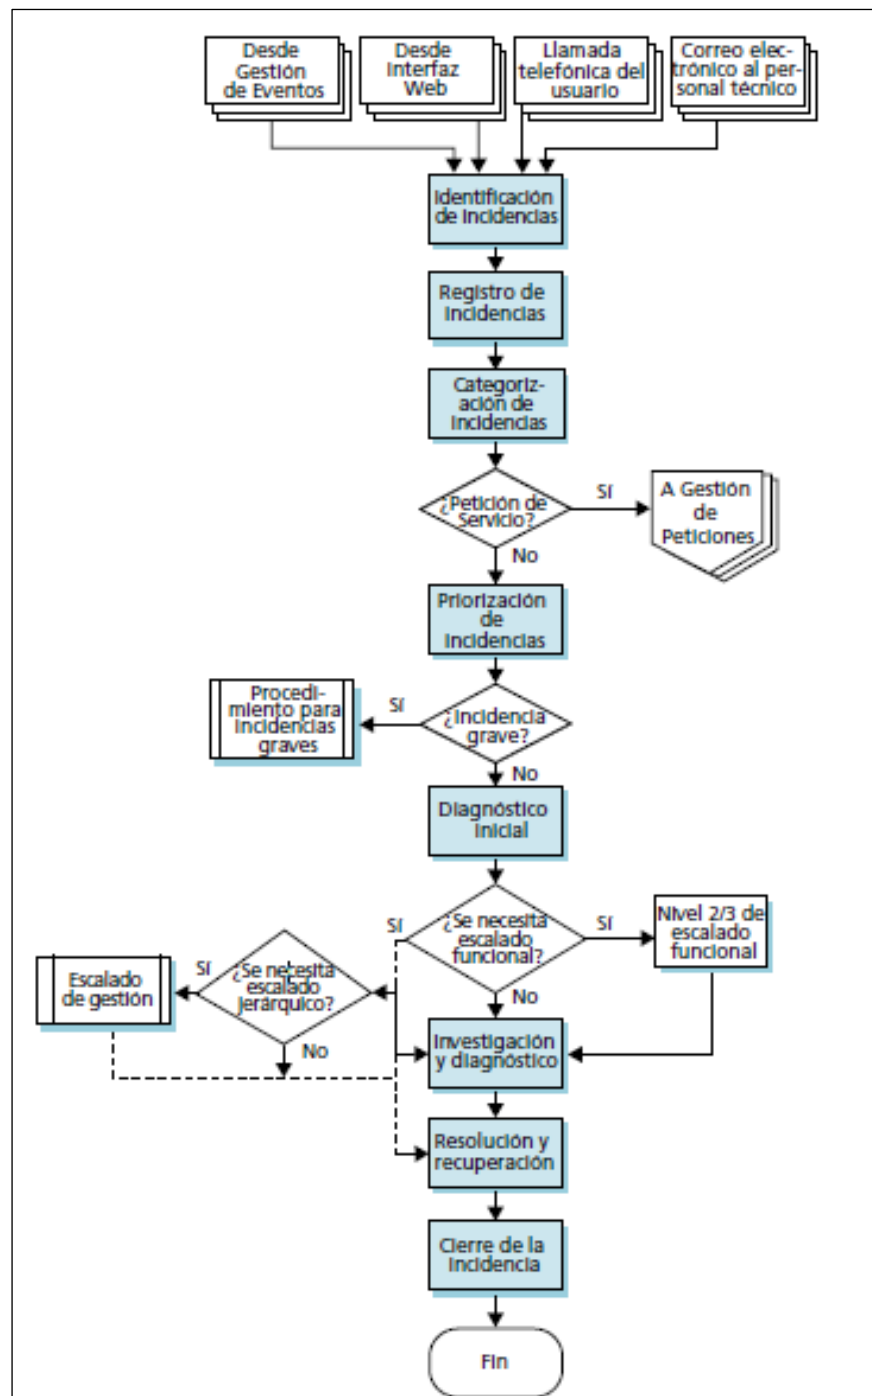 Desde
Gestión
de Eventos
Desde
Interfaz
Web
Llamada
telefónica del
usuario
Correo elec-
trónico al per-
sonal técnico
Identificación
de incidencias
Registro de
incidencias
Categoriz-
ación de
incidencias
¿Petición de
Servicio?
Sí
A Gestión
de
Peticiones
No
Priorización
de
incidencias
Procedi-
miento para
incidencias
graves
Sí
¿Incidencia
grave?
No
Diagnóstico
inicial
Sí
¿Se necesita
escalado
funcional?
Sí
Nivel 2/3 de
escalado
funcional
Escalado
de gestión
Sí
¿Se necesita
escalado
jerárquico?
No
No
Investigación
y diagnóstico
Resolución y
recuperación
Cierre de la
incidencia
Fin